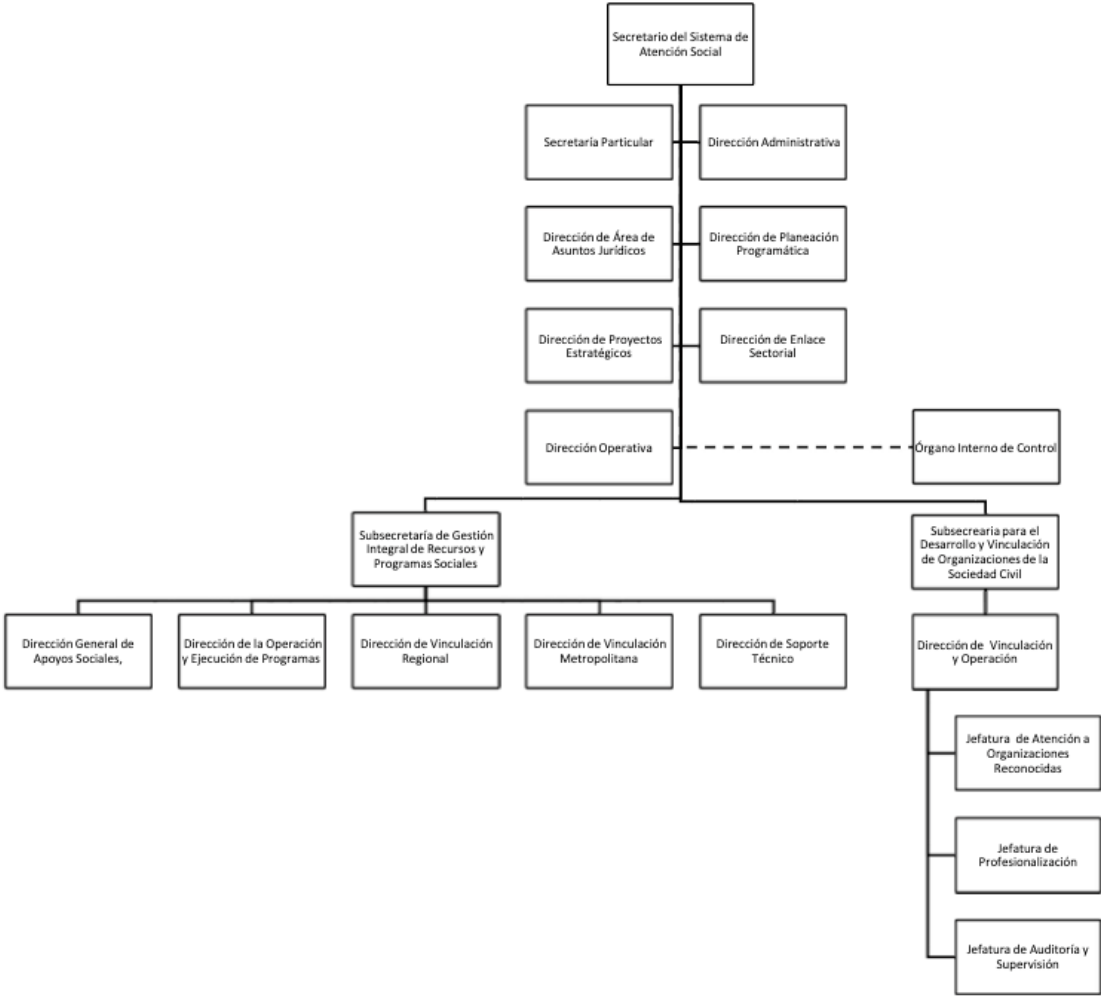 Secretario del Sistema de
Atención Social
Secretaría Particular
Dirección Administrativa
Dirección de Área de
Asuntos Jurídicos
Dirección de Planeación
Programática
Dirección de Proyectos
Estratégicos
Dirección de Enlace
Sectorial
Dirección Operativa
Órgano Interno de Control
Subsecretaría de Gestión
Integral de Recursos y
Programas Sociales
Subsecrearia para el
Desarrollo y Vinculación
de Organizaciones de la
Sociedad Civil
Dirección General de
Apoyos Sociales,
Dirección de la Operación
y Ejecución de Programas
Dirección de Vinculación
Regional
Dirección de Vinculación
Metropolitana
Dirección de Soporte
Técnico
Dirección de  Vinculación
y Operación
Jefatura  de Atención a
Organizaciones
Reconocidas
Jefatura de
Profesionalización
Jefatura de Auditoría y
Supervisión